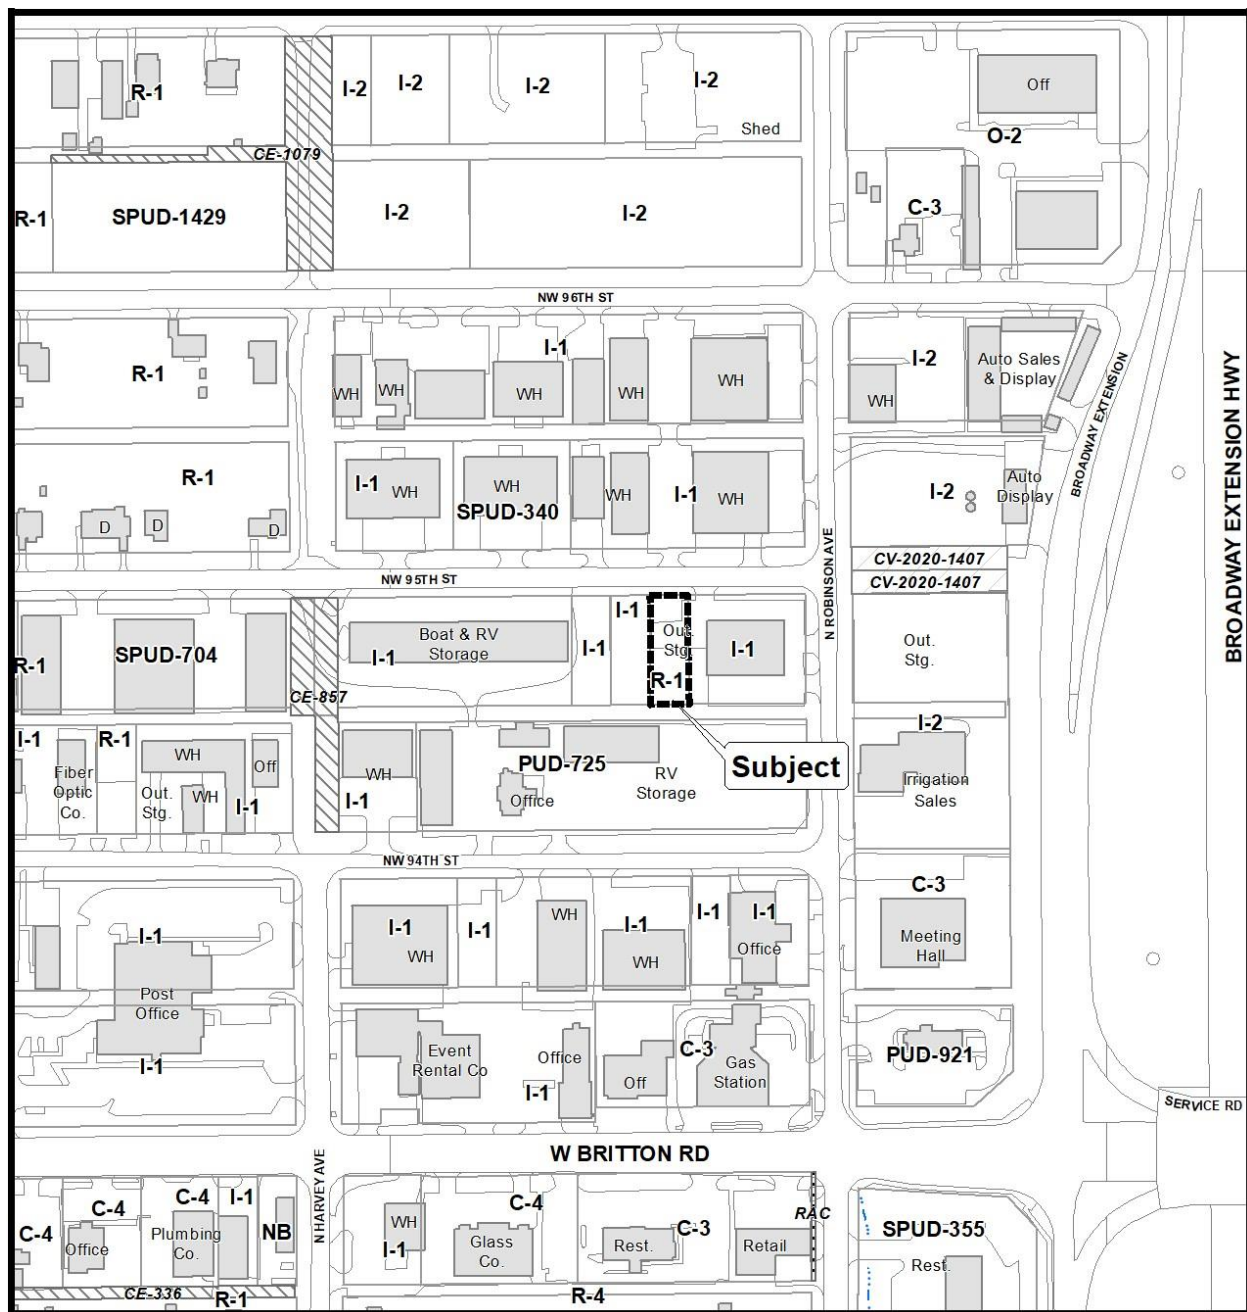 R-1
I-2
I-2
I-2
I-2
Shed
Off
O-2
CE-1079
R-1
SPUD-1429
I-2
I-2
C-3
NW 96TH ST
R-1
I-1
WH
WH
WH
WH
WH
I-2
WH
Auto Sales
& Display
BROADWAY EXTENSION
BROADWAY EXTENSION HWY
R-1
I-1
WH
WH
SPUD-340
WH
I-1
WH
I-2
Auto
Display
D
D
D
N ROBINSON AVE
CV-2020-1407
CV-2020-1407
NW 95TH ST
R-1
SPUD-704
CE-857
Boat & RV
Storage
I-1
I-1
I-1
Out.
Stg.
R-1
I-1
Out.
Stg.
I-1
R-1
Fiber
Optic
Co.
Out.
Stg.
WH
WH
I-1
Off
WH
I-1
PUD-725
Office
RV
Storage
Subject
I-2
Irrigation
Sales
NW 94TH ST
I-1
Post
Office
I-1
I-1
WH
I-1
WH
I-1
WH
I-1
I-1
Office
C-3
Meeting
Hall
Event
Rental Co
Office
I-1
Off
C-3
Gas
Station
PUD-921
SERVICE RD
W BRITTON RD
N HARVEY AVE
C-4
C-4
Office
C-4
Plumbing
Co.
I-1
NB
WH
I-1
C-4
Glass
Co.
Rest.
C-3
Retail
RAC
SPUD-355
Rest.
CE-336
R-1
R-4